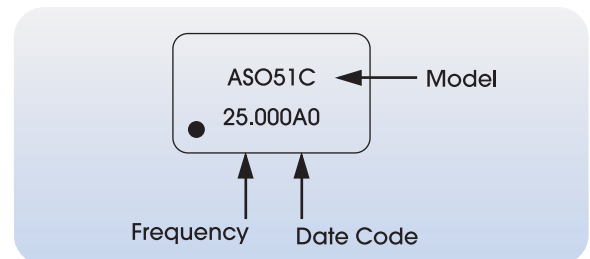 ASO51C
Model
25.000A0
Frequency
Date Code